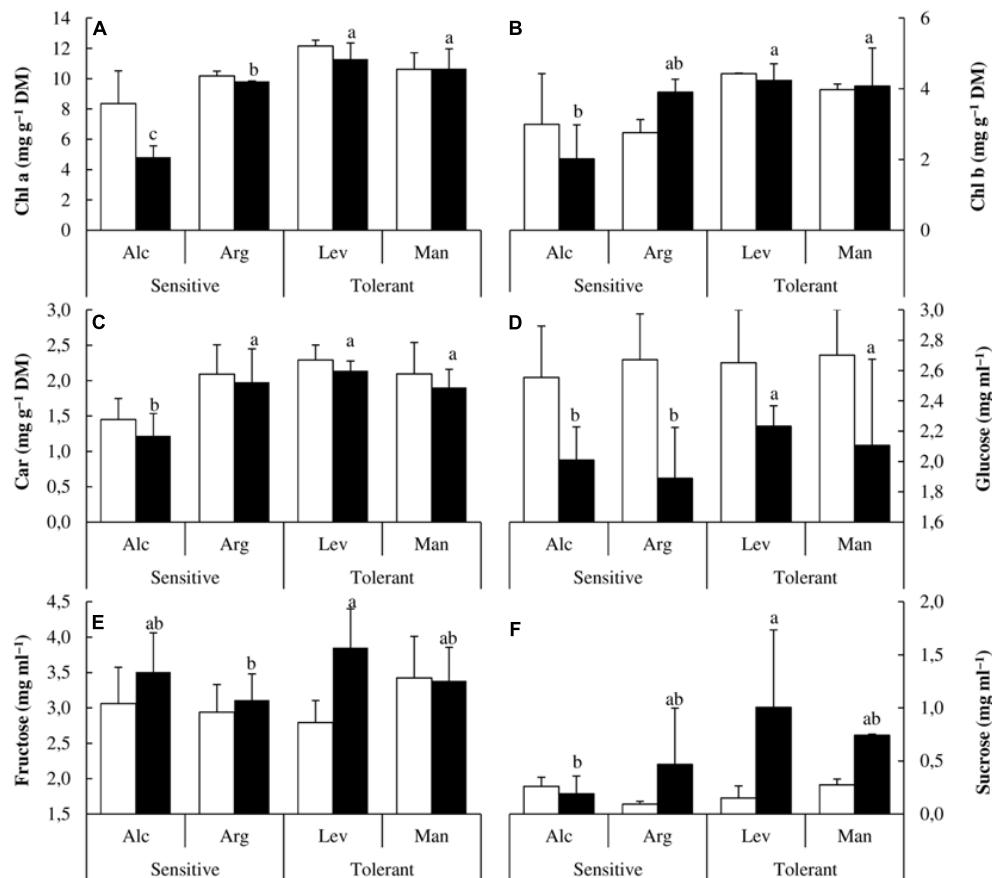 A
14
12
10
8
6
4
2
0
Chl a (mg g⁻¹ DM)
c
b
a
a
Alc Arg Lev Man
Sensitive Tolerant
B
6
4
2
0
Chl b (mg g⁻¹ DM)
b
ab
a
a
Alc Arg Lev Man
Sensitive Tolerant
C
3,0
2,5
2,0
1,5
1,0
0,5
0,0
Car (mg g⁻¹ DM)
b
a
a
a
Alc Arg Lev Man
Sensitive Tolerant
D
3,0
2,8
2,6
2,4
2,2
2,0
1,8
1,6
Glucose (mg ml⁻¹)
b
b
a
a
Alc Arg Lev Man
Sensitive Tolerant
E
4,5
4,0
3,5
3,0
2,5
2,0
1,5
Fructose (mg ml⁻¹)
ab
b
a
ab
Alc Arg Lev Man
Sensitive Tolerant
F
2,0
1,5
1,0
0,5
0,0
Sucrose (mg ml⁻¹)
b
ab
a
ab
Alc Arg Lev Man
Sensitive Tolerant